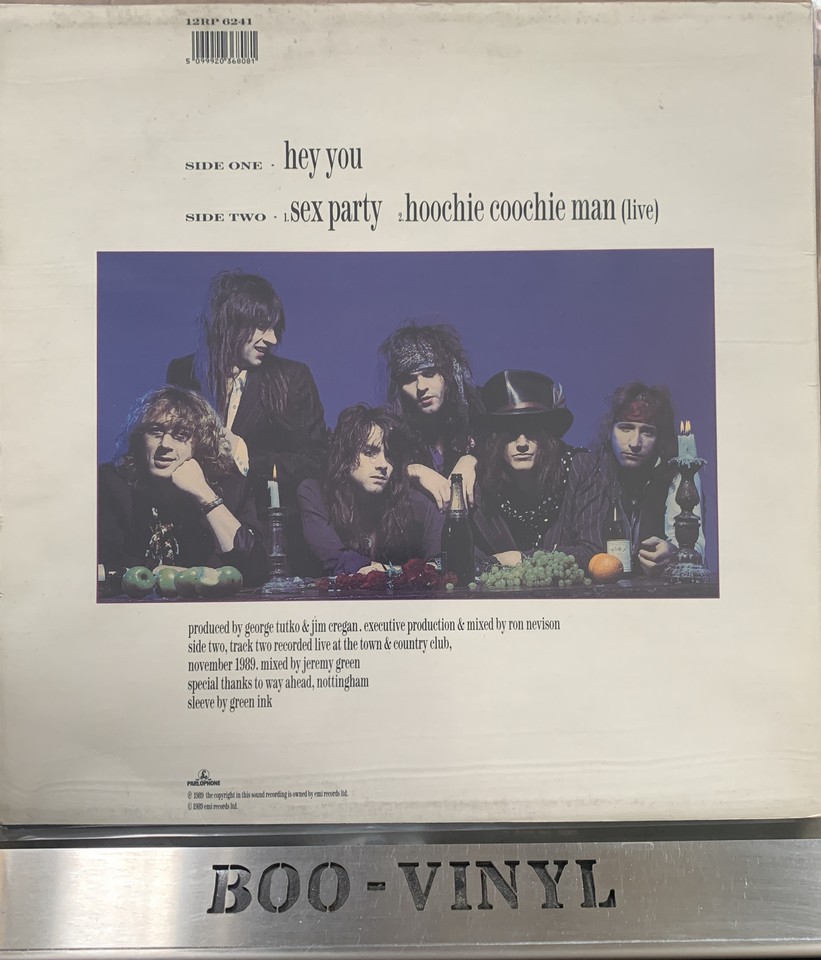 12RP 6241
5 099920 368081
SIDE ONE · hey you
SIDE TWO · 1. sex party 2. hoochie coochie man (live)
produced by george tutko & jim cregan. executive production & mixed by ron nevison
side two, track two recorded live at the town & country club,
november 1989. mixed by jeremy green
special thanks to way ahead, nottingham
sleeve by green ink
PARLOPHONE
℗ 1989 the copyright in this sound recording is owned by emi records ltd.
© 1989 emi records ltd.
BOO-VINYL